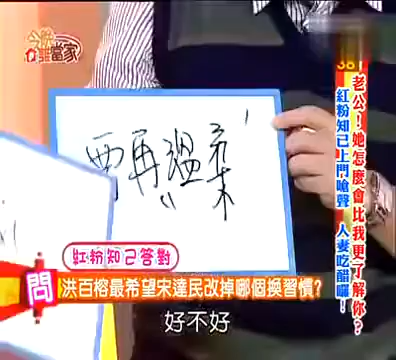 今晚誰當家
38
老公！她怎麼會比我更了解你？
紅粉知己上門嗆聲 人妻吃醋囉！
要再溫柔
紅粉知己答對
問 洪百榕最希望宋達民改掉哪個換習慣?
好不好